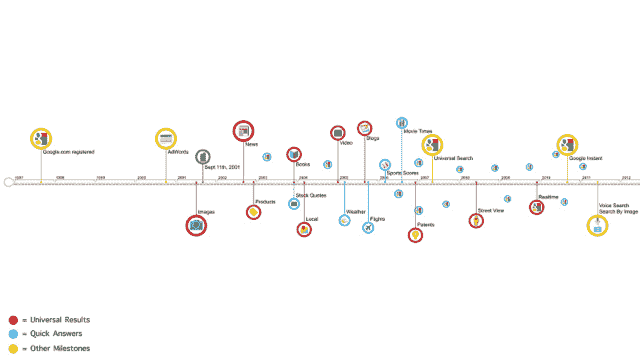 Google.com registered
AdWords
Sept 11th, 2001
News
Books
Video
Blogs
Movie Times
Sports Scores
Universal Search
Google Instant
1997 1998 1999 2000 2001 2002 2003 2004 2005 2006 2007 2008 2009 2010 2011 2012
Images
Products
Stock Quotes
Local
Weather
Flights
Patents
Street View
Realtime
Voice Search
Search By Image
= Universal Results
= Quick Answers
= Other Milestones